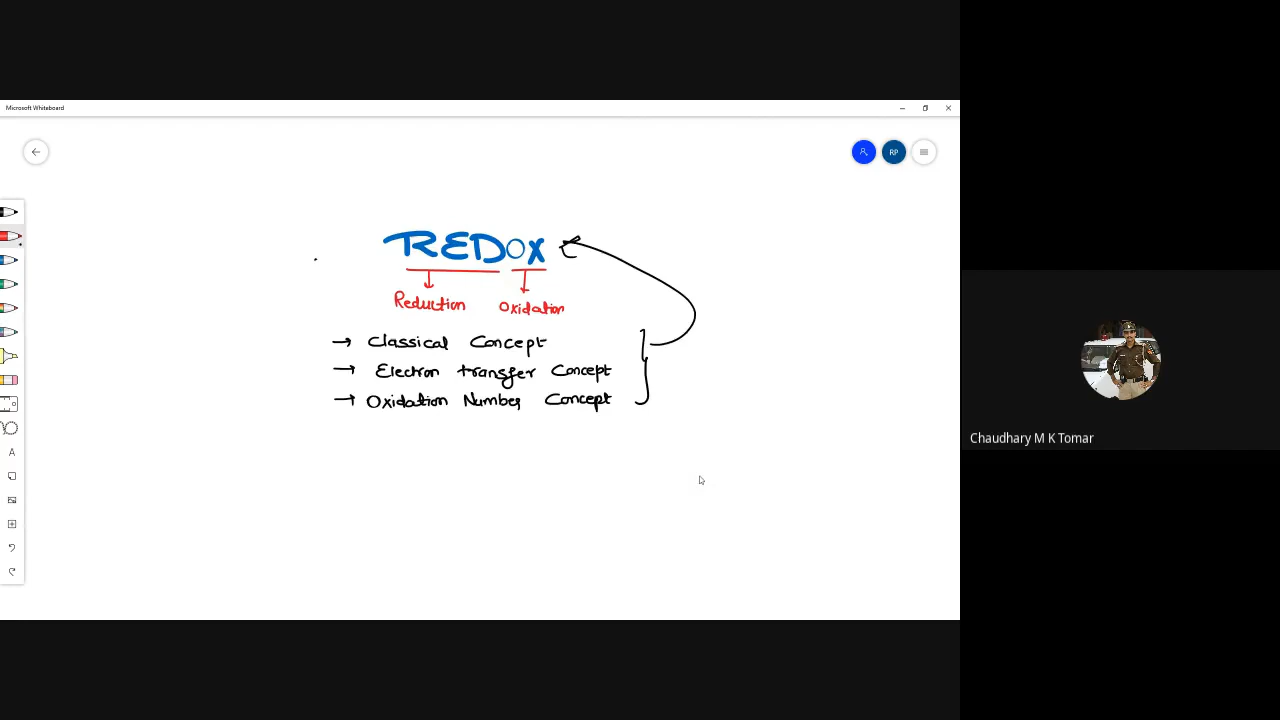 Microsoft Whiteboard
RP
REDOX
Reduction Oxidation
→ Classical Concept
→ Electron transfer Concept
→ Oxidation Number Concept
A
Chaudhary M K Tomar